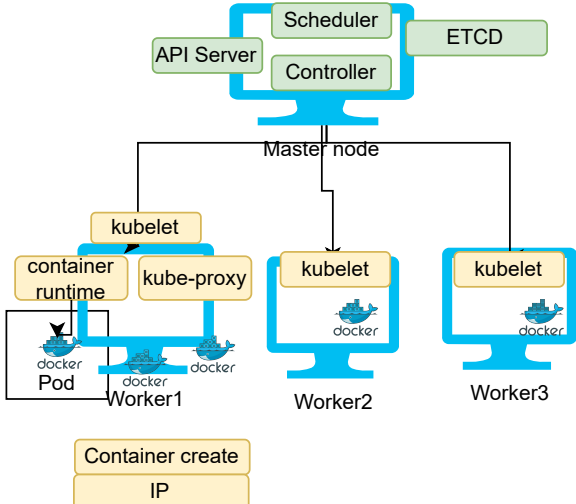 Scheduler
API Server
ETCD
Controller
Master node
kubelet
container
runtime
kube-proxy
kubelet
kubelet
docker
docker
docker
docker
docker
Pod
Worker1
Worker2
Worker3
Container create
IP